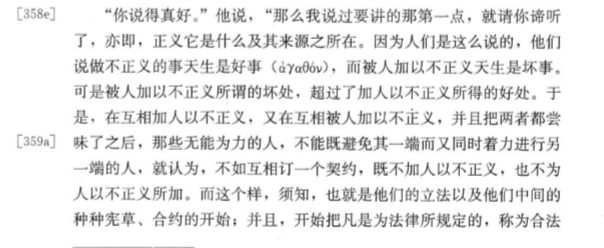 [358e] “你说得真好。”他说，“那么我说过要讲的那第一点，就请你谛听
了，亦即，正义它是什么及其来源之所在。因为人们是这么说的，他们
说做不正义的事天生是好事（ἀγαθόν），而被人加以不正义天生是坏事。
可是被人加以不正义所谓的坏处，超过了加人以不正义所得的好处。于
是，在互相加人以不正义，又在互相被人加以不正义，并且把两者都尝
[359a] 味了之后，那些无能为力的人，不能既避免其一端而又同时着力进行另
一端的人，就认为，不如互相订一个契约，既不加人以不正义，也不为
人以不正义所加。而这个样，须知，也就是他们的立法以及他们中间的
种种宪草、合约的开始；并且，开始把凡是为法律所规定的，称为合法